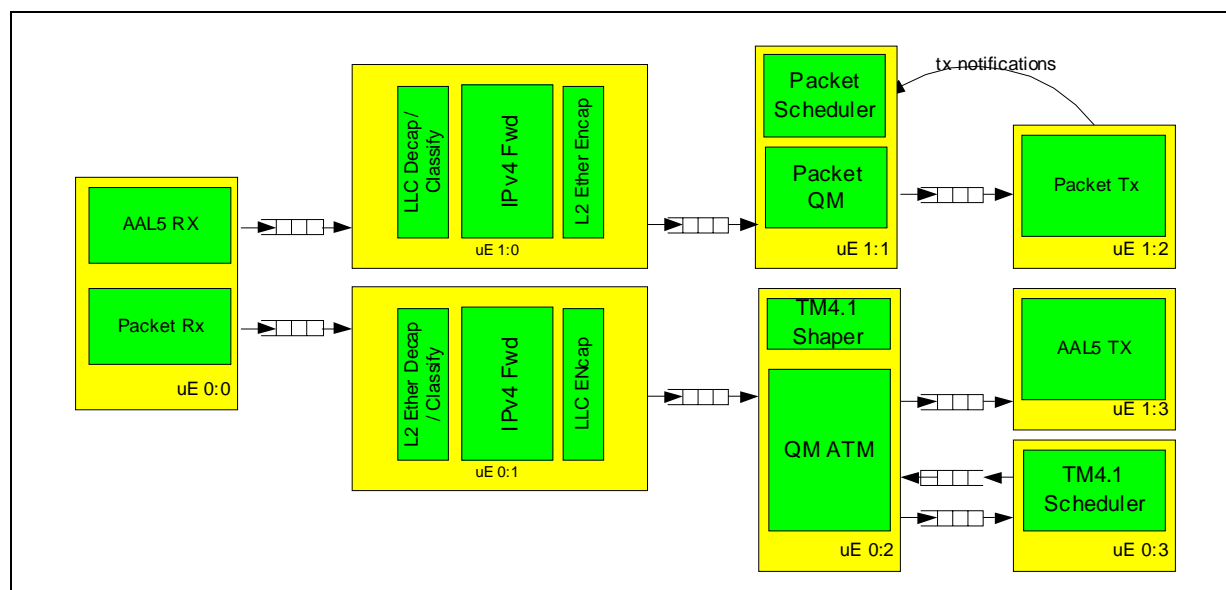 AAL5 RX
Packet Rx
uE 0:0
LLC Decap /
Classify
IPv4 Fwd
L2 Ether Encap
uE 1:0
L2 Ether Decap
/ Classify
IPv4 Fwd
LLC ENcap
uE 0:1
Packet
Scheduler
Packet
QM
uE 1:1
tx notifications
Packet Tx
uE 1:2
TM4.1
Shaper
QM ATM
uE 0:2
AAL5 TX
uE 1:3
TM4.1
Scheduler
uE 0:3